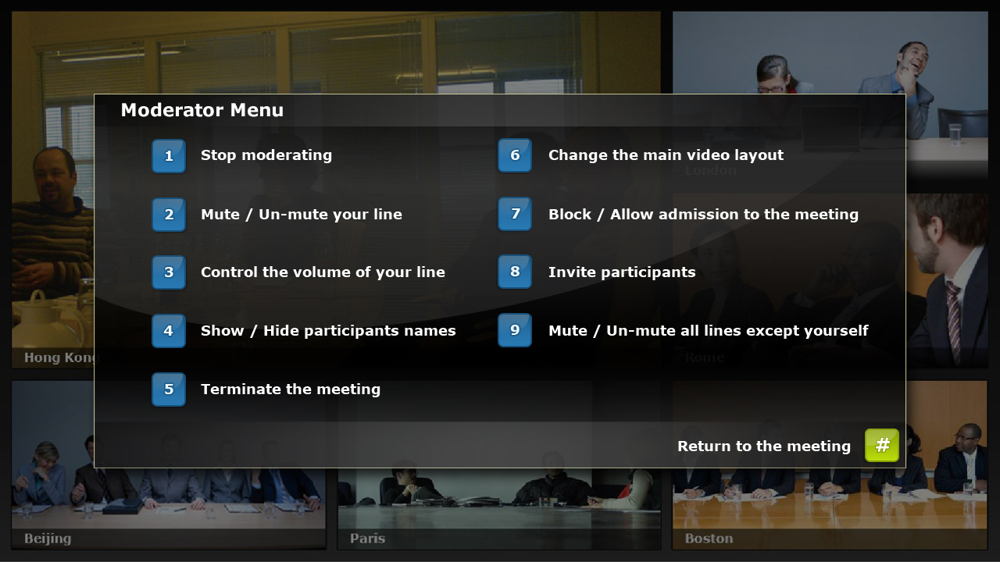 Moderator Menu
1 Stop moderating
2 Mute / Un-mute your line
3 Control the volume of your line
4 Show / Hide participants names
5 Terminate the meeting
6 Change the main video layout
7 Block / Allow admission to the meeting
8 Invite participants
9 Mute / Un-mute all lines except yourself
Return to the meeting #
London
Hong Kong
Rome
Beijing
Paris
Boston